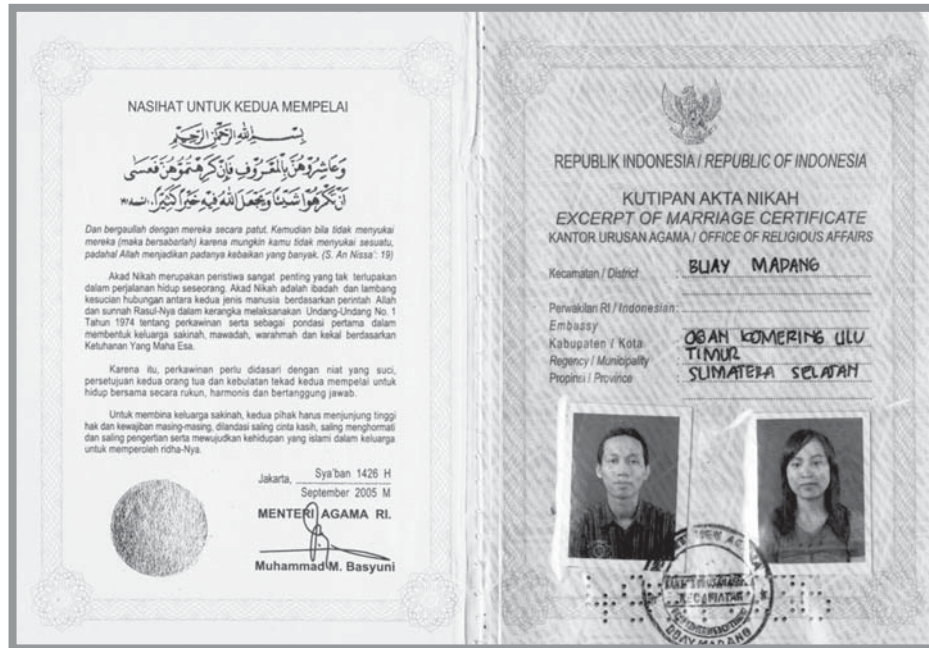 NASIHAT UNTUK KEDUA MEMPELAI
بِسْــــمِ اللهِ الرَّحْمٰنِ الرَّحِيْمِ
وَعَاشِرُوْهُنَّ بِالْمَعْرُوْفِ فَإِنْ كَرِهْتُمُوْهُنَّ فَعَسٰى
أَنْ تَكْرَهُوْا شَيْئًا وَيَجْعَلَ اللهُ فِيْهِ خَيْرًا كَثِيْرًا
Dan bergaullah dengan mereka secara patut. Kemudian bila tidak menyukai
mereka (maka bersabarlah) karena mungkin kamu tidak menyukai sesuatu,
padahal Allah menjadikan padanya kebaikan yang banyak. (S. An Nissa': 19)
Akad Nikah merupakan peristiwa sangat penting yang tak terlupakan
dalam perjalanan hidup seseorang. Akad Nikah adalah ibadah dan lambang
kesucian hubungan antara kedua jenis manusia berdasarkan perintah Allah
dan sunnah Rasul-Nya dalam kerangka melaksanakan Undang-Undang No. 1
Tahun 1974 tentang perkawinan serta sebagai pondasi pertama dalam
membentuk keluarga sakinah, mawadah, warahmah dan kekal berdasarkan
Ketuhanan Yang Maha Esa.
Karena itu, perkawinan perlu didasari dengan niat yang suci,
persetujuan kedua orang tua dan kebulatan tekad kedua mempelai untuk
hidup bersama secara rukun, harmonis dan bertanggung jawab.
Untuk membina keluarga sakinah, kedua pihak harus menjunjung tinggi
hak dan kewajiban masing-masing, dilandasi saling cinta kasih, saling menghormati
dan saling pengertian serta mewujudkan kehidupan yang islami dalam keluarga
untuk memperoleh ridha-Nya.
Jakarta, Sya'ban 1426 H
September 2005 M
MENTERI AGAMA RI.
Muhammad M. Basyuni
REPUBLIK INDONESIA / REPUBLIC OF INDONESIA
KUTIPAN AKTA NIKAH
EXCERPT OF MARRIAGE CERTIFICATE
KANTOR URUSAN AGAMA / OFFICE OF RELIGIOUS AFFAIRS
Kecamatan / District : BUAY MADANG
Perwakilan RI / Indonesian :
Embassy
Kabupaten / Kota : OGAN KOMERING ULU
Regency / Municipality TIMUR
Propinsi / Province : SUMATERA SELATAN
KECAMATAN
BUAY MADANG